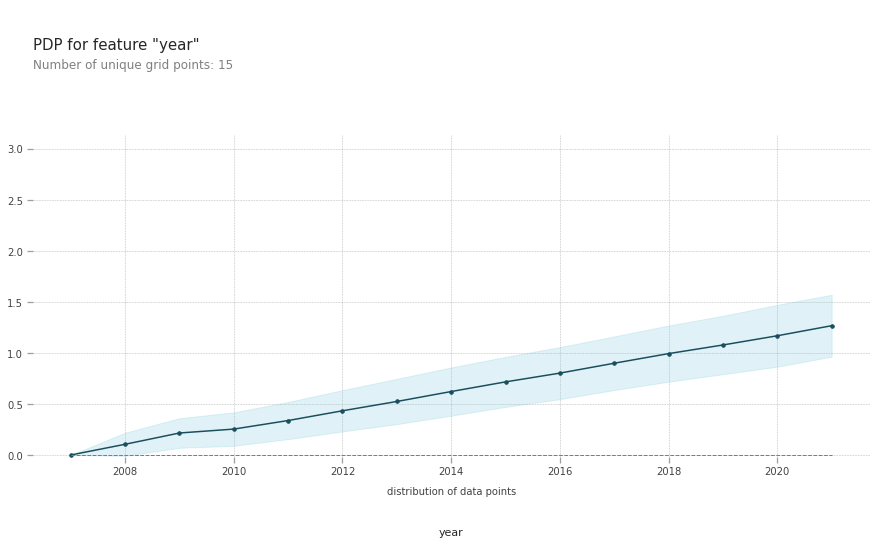 PDP for feature "year"
Number of unique grid points: 15
3.0
2.5
2.0
1.5
1.0
0.5
0.0
2008 2010 2012 2014 2016 2018 2020
distribution of data points
year